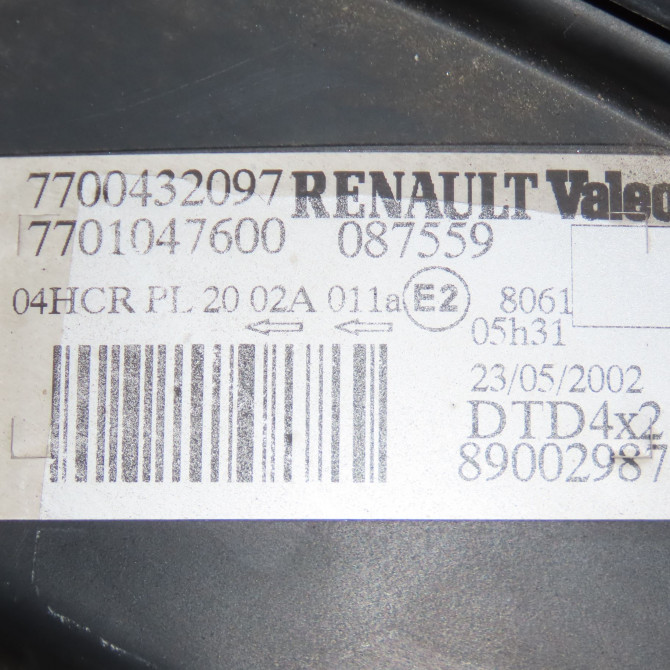 7700432097 RENAULT Valeo
7701047600 087559
04HCR PL 20 02A 011a E2 8061
05h31
23/05/2002
DTD4x2
89002987